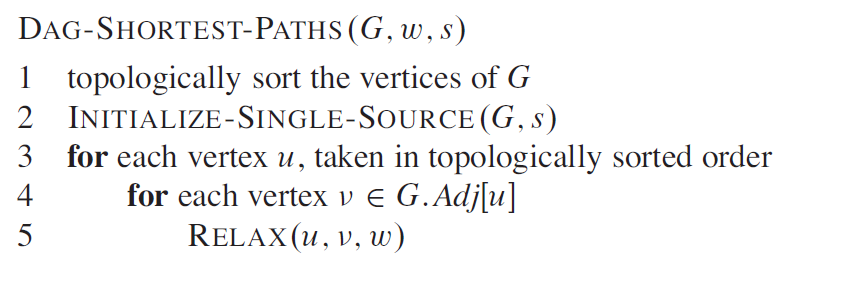 DAG-SHORTEST-PATHS(G, w, s)
1 topologically sort the vertices of G
2 INITIALIZE-SINGLE-SOURCE(G, s)
3 for each vertex u, taken in topologically sorted order
4 for each vertex v ∈ G.Adj[u]
5 RELAX(u, v, w)